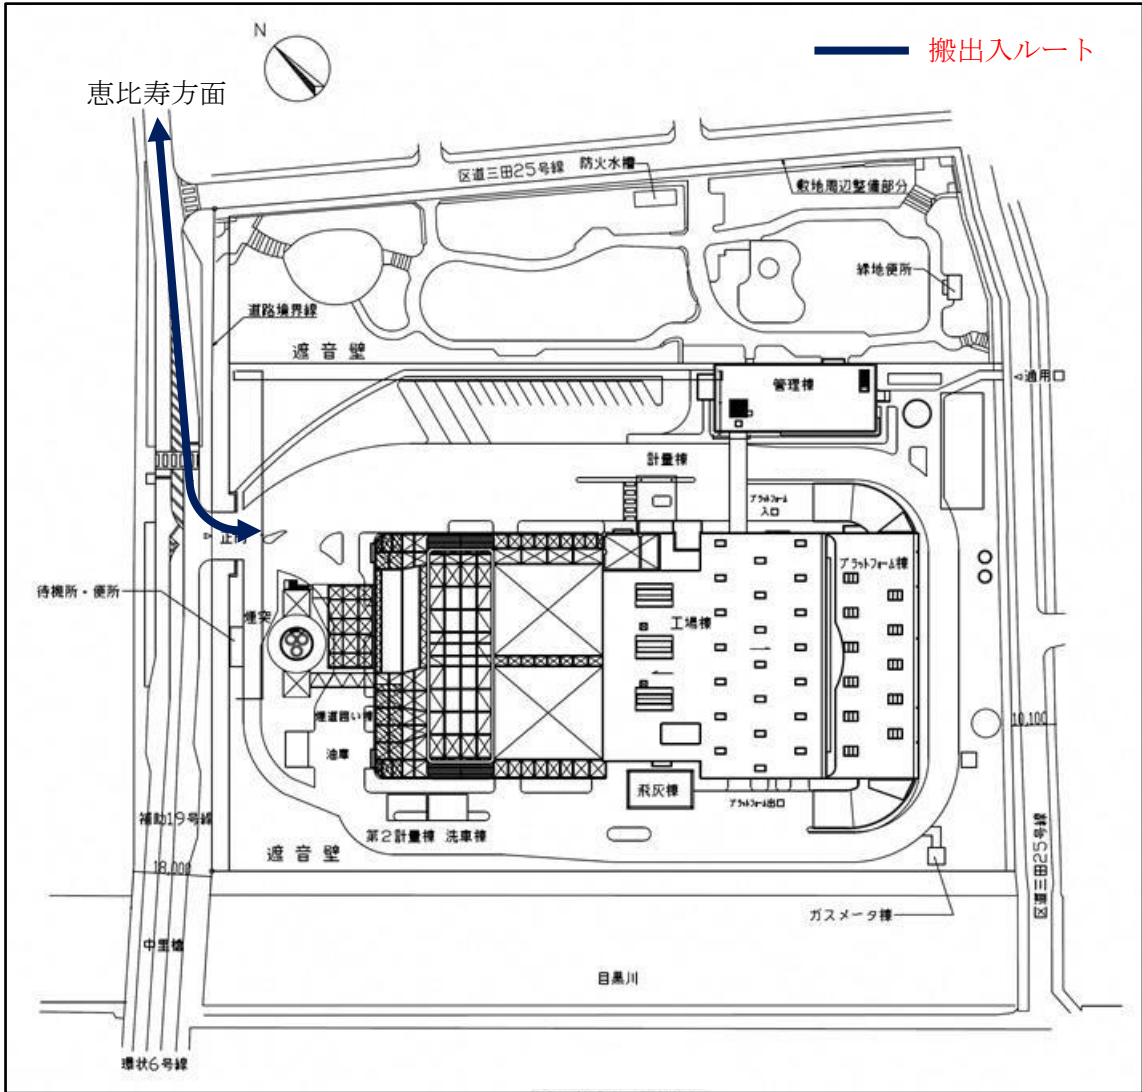 N
搬出入ルート
恵比寿方面
区道三田25号線
防火水槽
敷地周辺整備部分
緑地便所
道路境界線
遮音壁
管理棟
◁通用口
計量棟
プラットフォーム
入口
プラットフォーム棟
▷正門
待機所・便所
煙突
工場棟
煙道囲い棟
油庫
10,100
飛灰棟
プラットフォーム出口
補助19号線
第2計量棟 洗車棟
遮音壁
18,000
区道三田25号線
ガスメータ棟
中里橋
目黒川
環状6号線